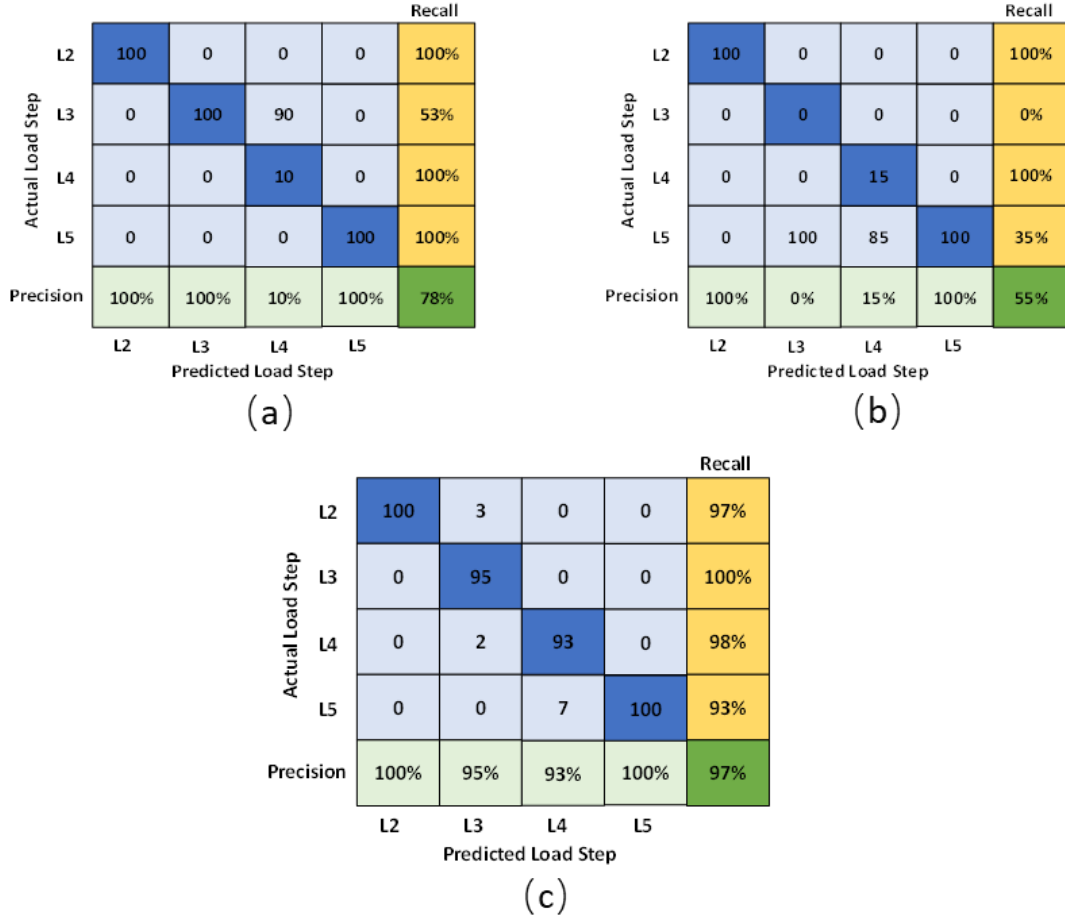 Recall
L2 100 0 0 0 100%
L3 0 100 90 0 53%
L4 0 0 10 0 100%
L5 0 0 0 100 100%
Precision 100% 100% 10% 100% 78%
L2 L3 L4 L5
Predicted Load Step
Actual Load Step
(a)
Recall
L2 100 0 0 0 100%
L3 0 0 0 0 0%
L4 0 0 15 0 100%
L5 0 100 85 100 35%
Precision 100% 0% 15% 100% 55%
L2 L3 L4 L5
Predicted Load Step
Actual Load Step
(b)
Recall
L2 100 3 0 0 97%
L3 0 95 0 0 100%
L4 0 2 93 0 98%
L5 0 0 7 100 93%
Precision 100% 95% 93% 100% 97%
L2 L3 L4 L5
Predicted Load Step
Actual Load Step
(c)